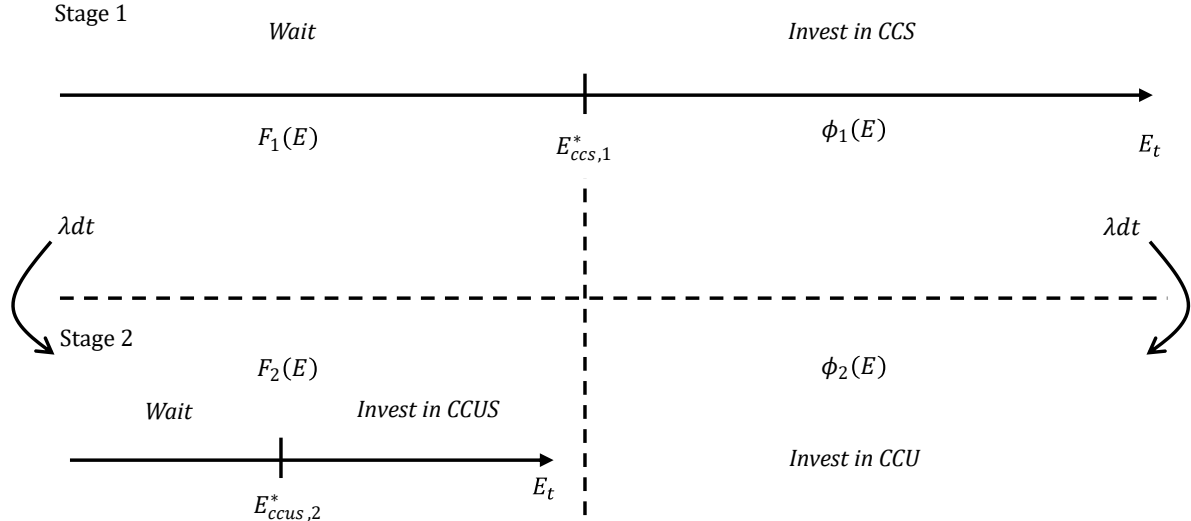 Stage 1
Wait
Invest in CCS
F₁(E)
E*ccs,1
ϕ₁(E)
Eₜ
λdt
λdt
Stage 2
F₂(E)
ϕ₂(E)
Wait
Invest in CCUS
Invest in CCU
Eₜ
E*ccus,2